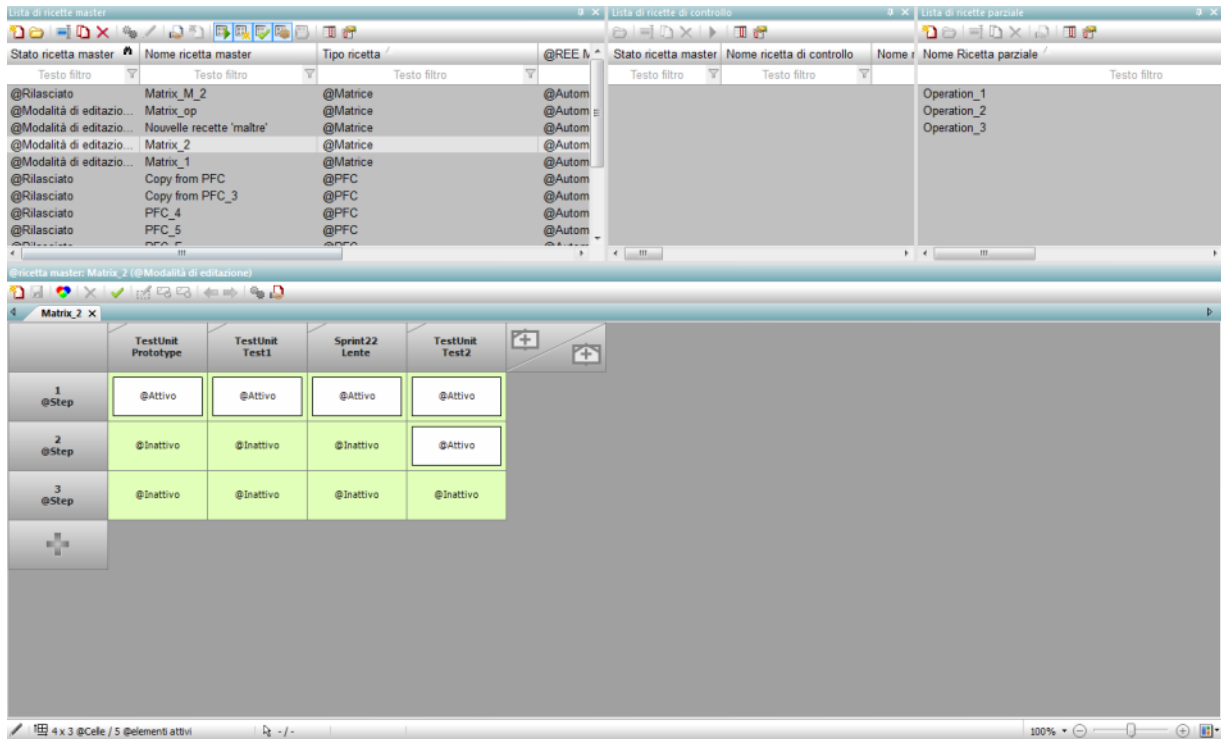 Lista di ricette master
Stato ricetta master Nome ricetta master Tipo ricetta @REE M
Testo filtro Testo filtro Testo filtro
@Rilasciato Matrix_M_2 @Matrice @Autom
@Modalità di editazio... Matrix_op @Matrice @Autom
@Modalità di editazio... Nouvelle recette 'maître' @Matrice @Autom
@Modalità di editazio... Matrix_2 @Matrice @Autom
@Modalità di editazio... Matrix_1 @Matrice @Autom
@Rilasciato Copy from PFC @PFC @Autom
@Rilasciato Copy from PFC_3 @PFC @Autom
@Rilasciato PFC_4 @PFC @Autom
@Rilasciato PFC_5 @PFC @Autom
Lista di ricette di controllo
Stato ricetta master Nome ricetta di controllo Nome r
Testo filtro Testo filtro
Lista di ricette parziale
Nome Ricetta parziale
Testo filtro
Operation_1
Operation_2
Operation_3
@ricetta master: Matrix_2 (@Modalità di editazione)
Matrix_2
TestUnit Prototype TestUnit Test1 Sprint22 Lente TestUnit Test2
1 @Step @Attivo @Attivo @Attivo @Attivo
2 @Step @Inattivo @Inattivo @Inattivo @Attivo
3 @Step @Inattivo @Inattivo @Inattivo @Inattivo
4 x 3 @Celle / 5 @elementi attivi - / - 100%